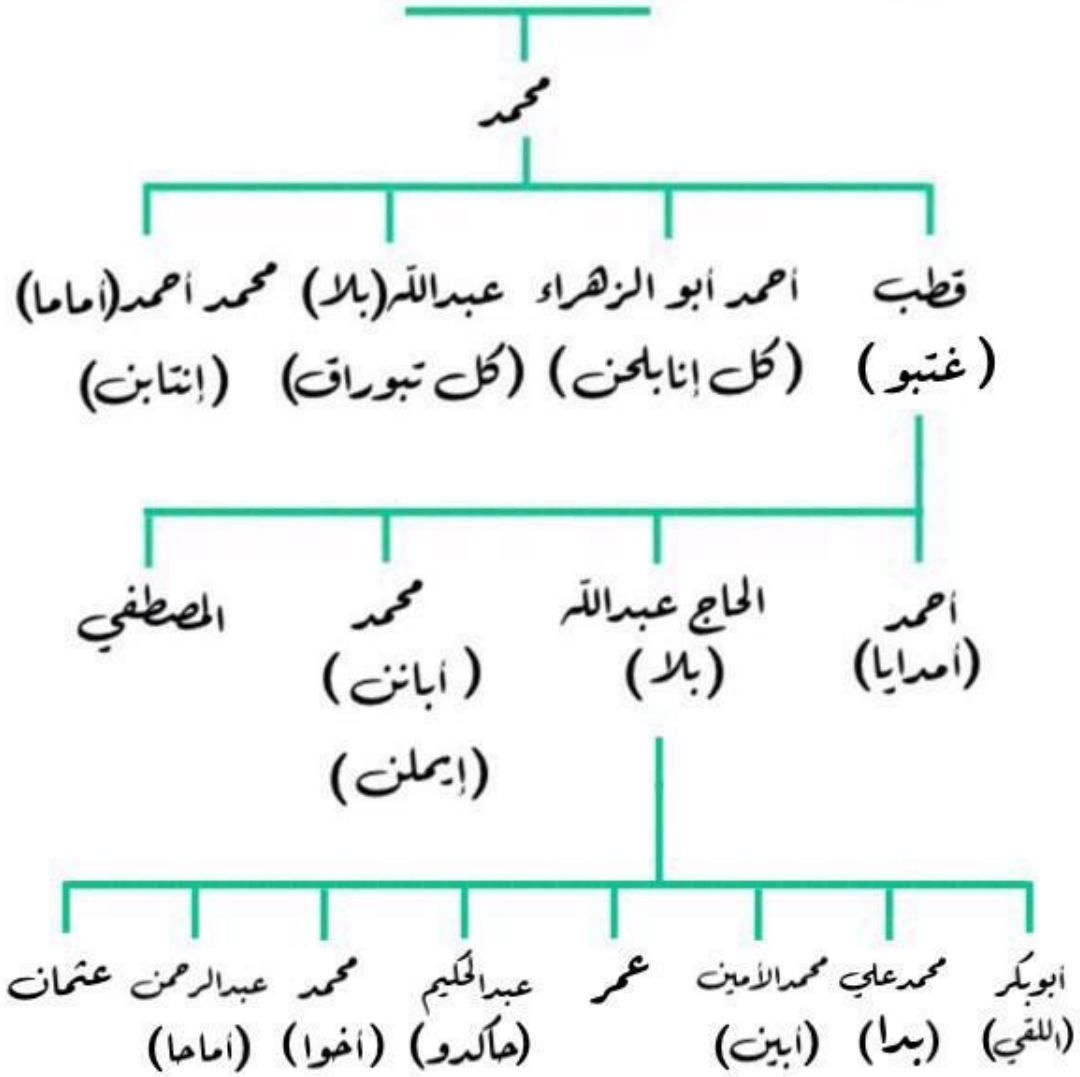 محمد
قطب أحمد أبو الزهراء عبدالله(بلا) محمد أحمد(أماما)
(غتبو) (كل إنابلحن) (كل تبوراق) (إنتابن)
أحمد الحاج عبدالله محمد المصطفي
(أمدايا) (بلا) (أبانن)
(إيملن)
أبوبكر محمدعلي محمدالأمين عمر عبدالحكيم محمد عبدالرحمن عثمان
(اللقي) (بدا) (أبين) (حاكدو) (أخوا) (أماحا)